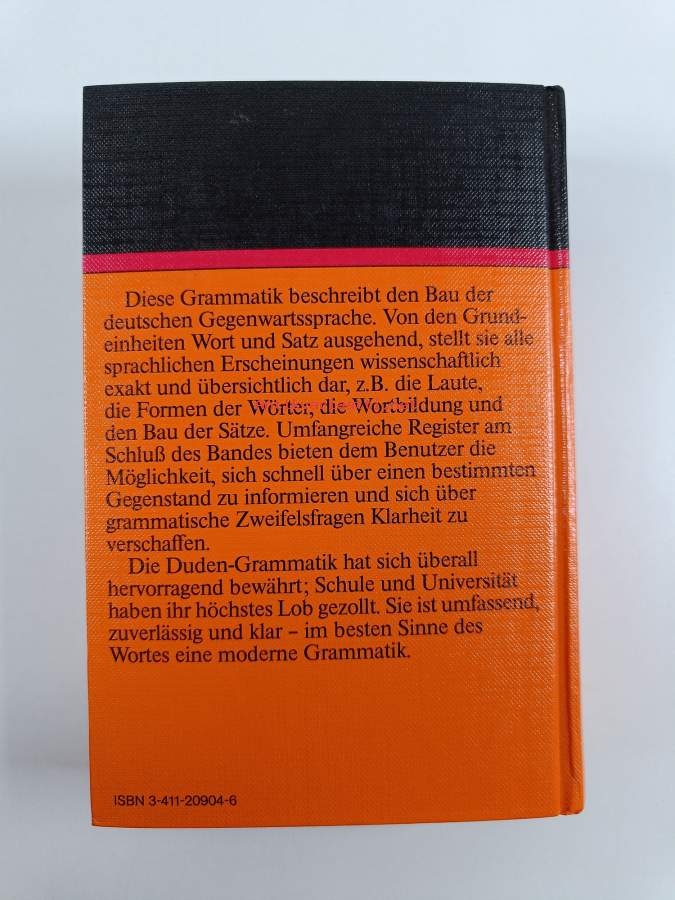 Diese Grammatik beschreibt den Bau der
deutschen Gegenwartssprache. Von den Grund-
einheiten Wort und Satz ausgehend, stellt sie alle
sprachlichen Erscheinungen wissenschaftlich
exakt und übersichtlich dar, z.B. die Laute,
die Formen der Wörter, die Wortbildung und
den Bau der Sätze. Umfangreiche Register am
Schluß des Bandes bieten dem Benutzer die
Möglichkeit, sich schnell über einen bestimmten
Gegenstand zu informieren und sich über
grammatische Zweifelsfragen Klarheit zu
verschaffen.
Die Duden-Grammatik hat sich überall
hervorragend bewährt; Schule und Universität
haben ihr höchstes Lob gezollt. Sie ist umfassend,
zuverlässig und klar – im besten Sinne des
Wortes eine moderne Grammatik.
ISBN 3-411-20904-6